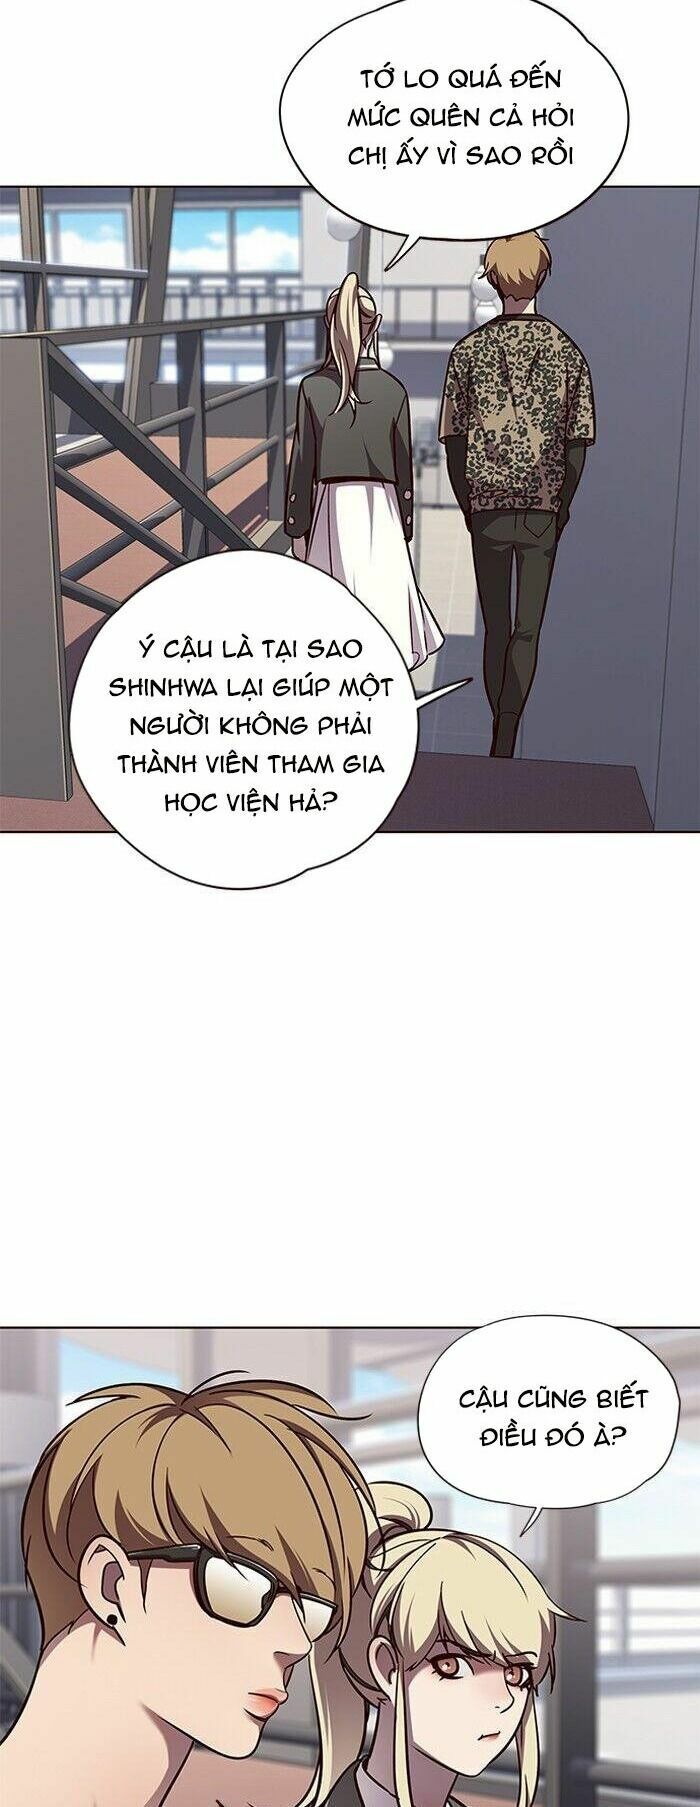 TỚ LO QUÁ ĐẾN
MỨC QUÊN CẢ HỎI
CHỊ ẤY VÌ SAO RỒI
Ý CẬU LÀ TẠI SAO
SHINHWA LẠI GIÚP MỘT
NGƯỜI KHÔNG PHẢI
THÀNH VIÊN THAM GIA
HỌC VIỆN HẢ?
CẬU CŨNG BIẾT
ĐIỀU ĐÓ À?